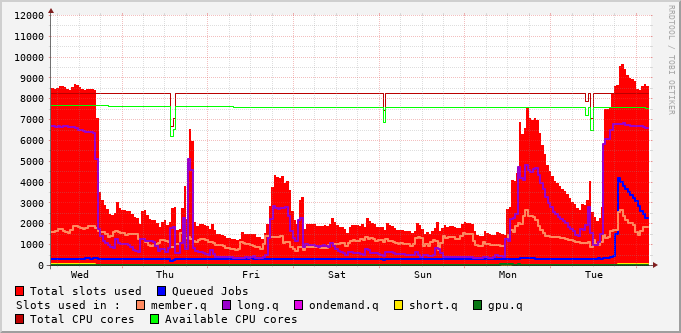 12000
11000
10000
9000
8000
7000
6000
5000
4000
3000
2000
1000
0
Wed Thu Fri Sat Sun Mon Tue
RRDTOOL / TOBI OETIKER
Total slots used Queued Jobs
Slots used in : member.q long.q ondemand.q short.q gpu.q
Total CPU cores Available CPU cores